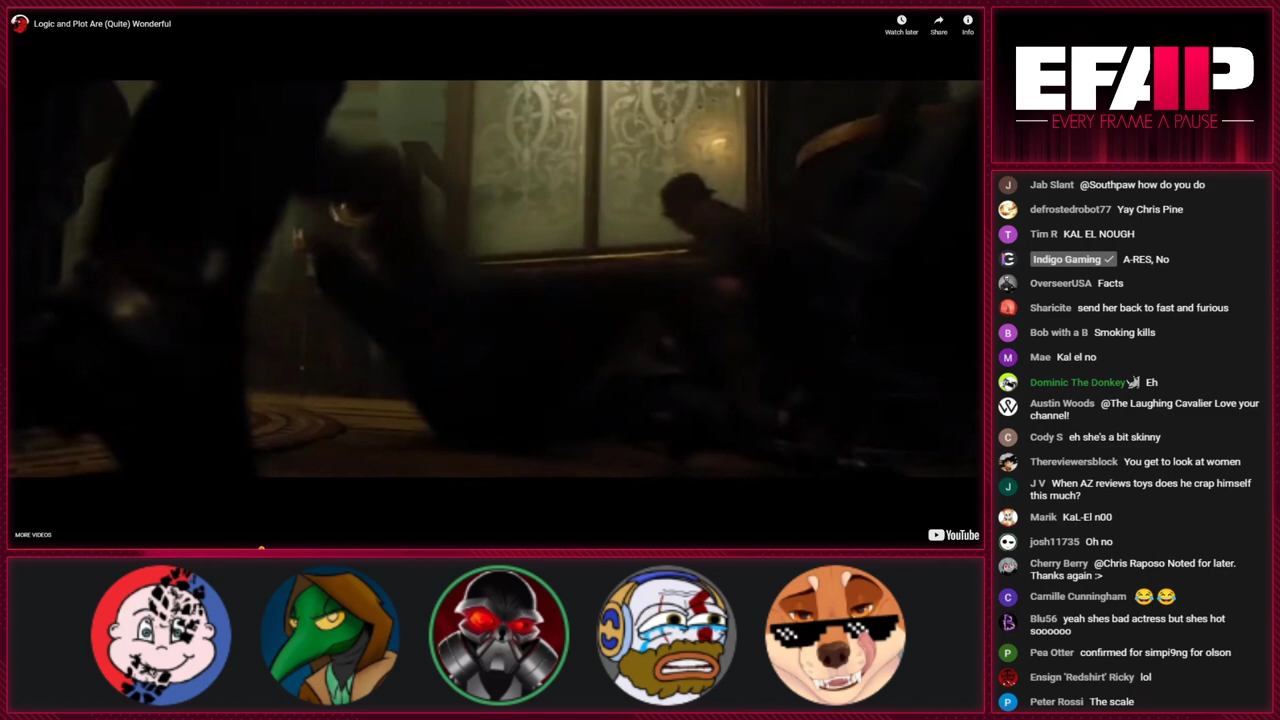 Logic and Plot Are (Quite) Wonderful
Watch later
Share
Info
MORE VIDEOS
YouTube
EFAP
EVERY FRAME A PAUSE
J
Jab Slant @Southpaw how do you do
defrostedrobot77 Yay Chris Pine
T
Tim R KAL EL NOUGH
Indigo Gaming A-RES, No
OverseerUSA Facts
Sharicite send her back to fast and furious
B
Bob with a B Smoking kills
M
Mae Kal el no
Dominic The Donkey Eh
Austin Woods @The Laughing Cavalier Love your
channel!
C
Cody S eh she's a bit skinny
Thereviewersblock You get to look at women
J
J V When AZ reviews toys does he crap himself
this much?
Marik KaL-El n00
josh11735 Oh no
Cherry Berry @Chris Raposo Noted for later.
Thanks again :>
C
Camille Cunningham 😂 😂
Blu56 yeah shes bad actress but shes hot
soooooo
P
Pea Otter confirmed for simpi9ng for olson
Ensign 'Redshirt' Ricky lol
P
Peter Rossi The scale